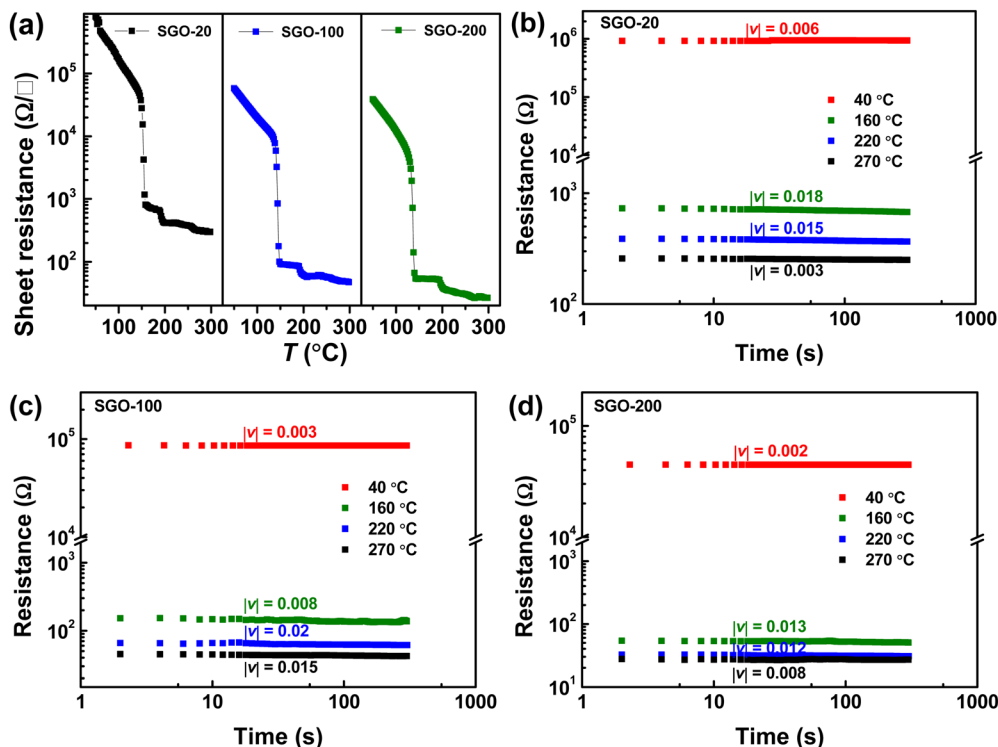 (a)
SGO-20
SGO-100
SGO-200
Sheet resistance (Ω/□)
10⁵
10⁴
10³
10²
100 200 300 100 200 300 100 200 300
T (°C)
(b)
SGO-20
|v| = 0.006
40 °C
160 °C
220 °C
270 °C
|v| = 0.018
|v| = 0.015
|v| = 0.003
Resistance (Ω)
10⁶
10⁵
10⁴
10³
10²
1 10 100 1000
Time (s)
(c)
SGO-100
|v| = 0.003
40 °C
160 °C
220 °C
270 °C
|v| = 0.008
|v| = 0.02
|v| = 0.015
Resistance (Ω)
10⁵
10⁴
10³
10²
1 10 100 1000
Time (s)
(d)
SGO-200
|v| = 0.002
40 °C
160 °C
220 °C
270 °C
|v| = 0.013
|v| = 0.012
|v| = 0.008
Resistance (Ω)
10⁵
10⁴
10³
10²
10¹
1 10 100 1000
Time (s)